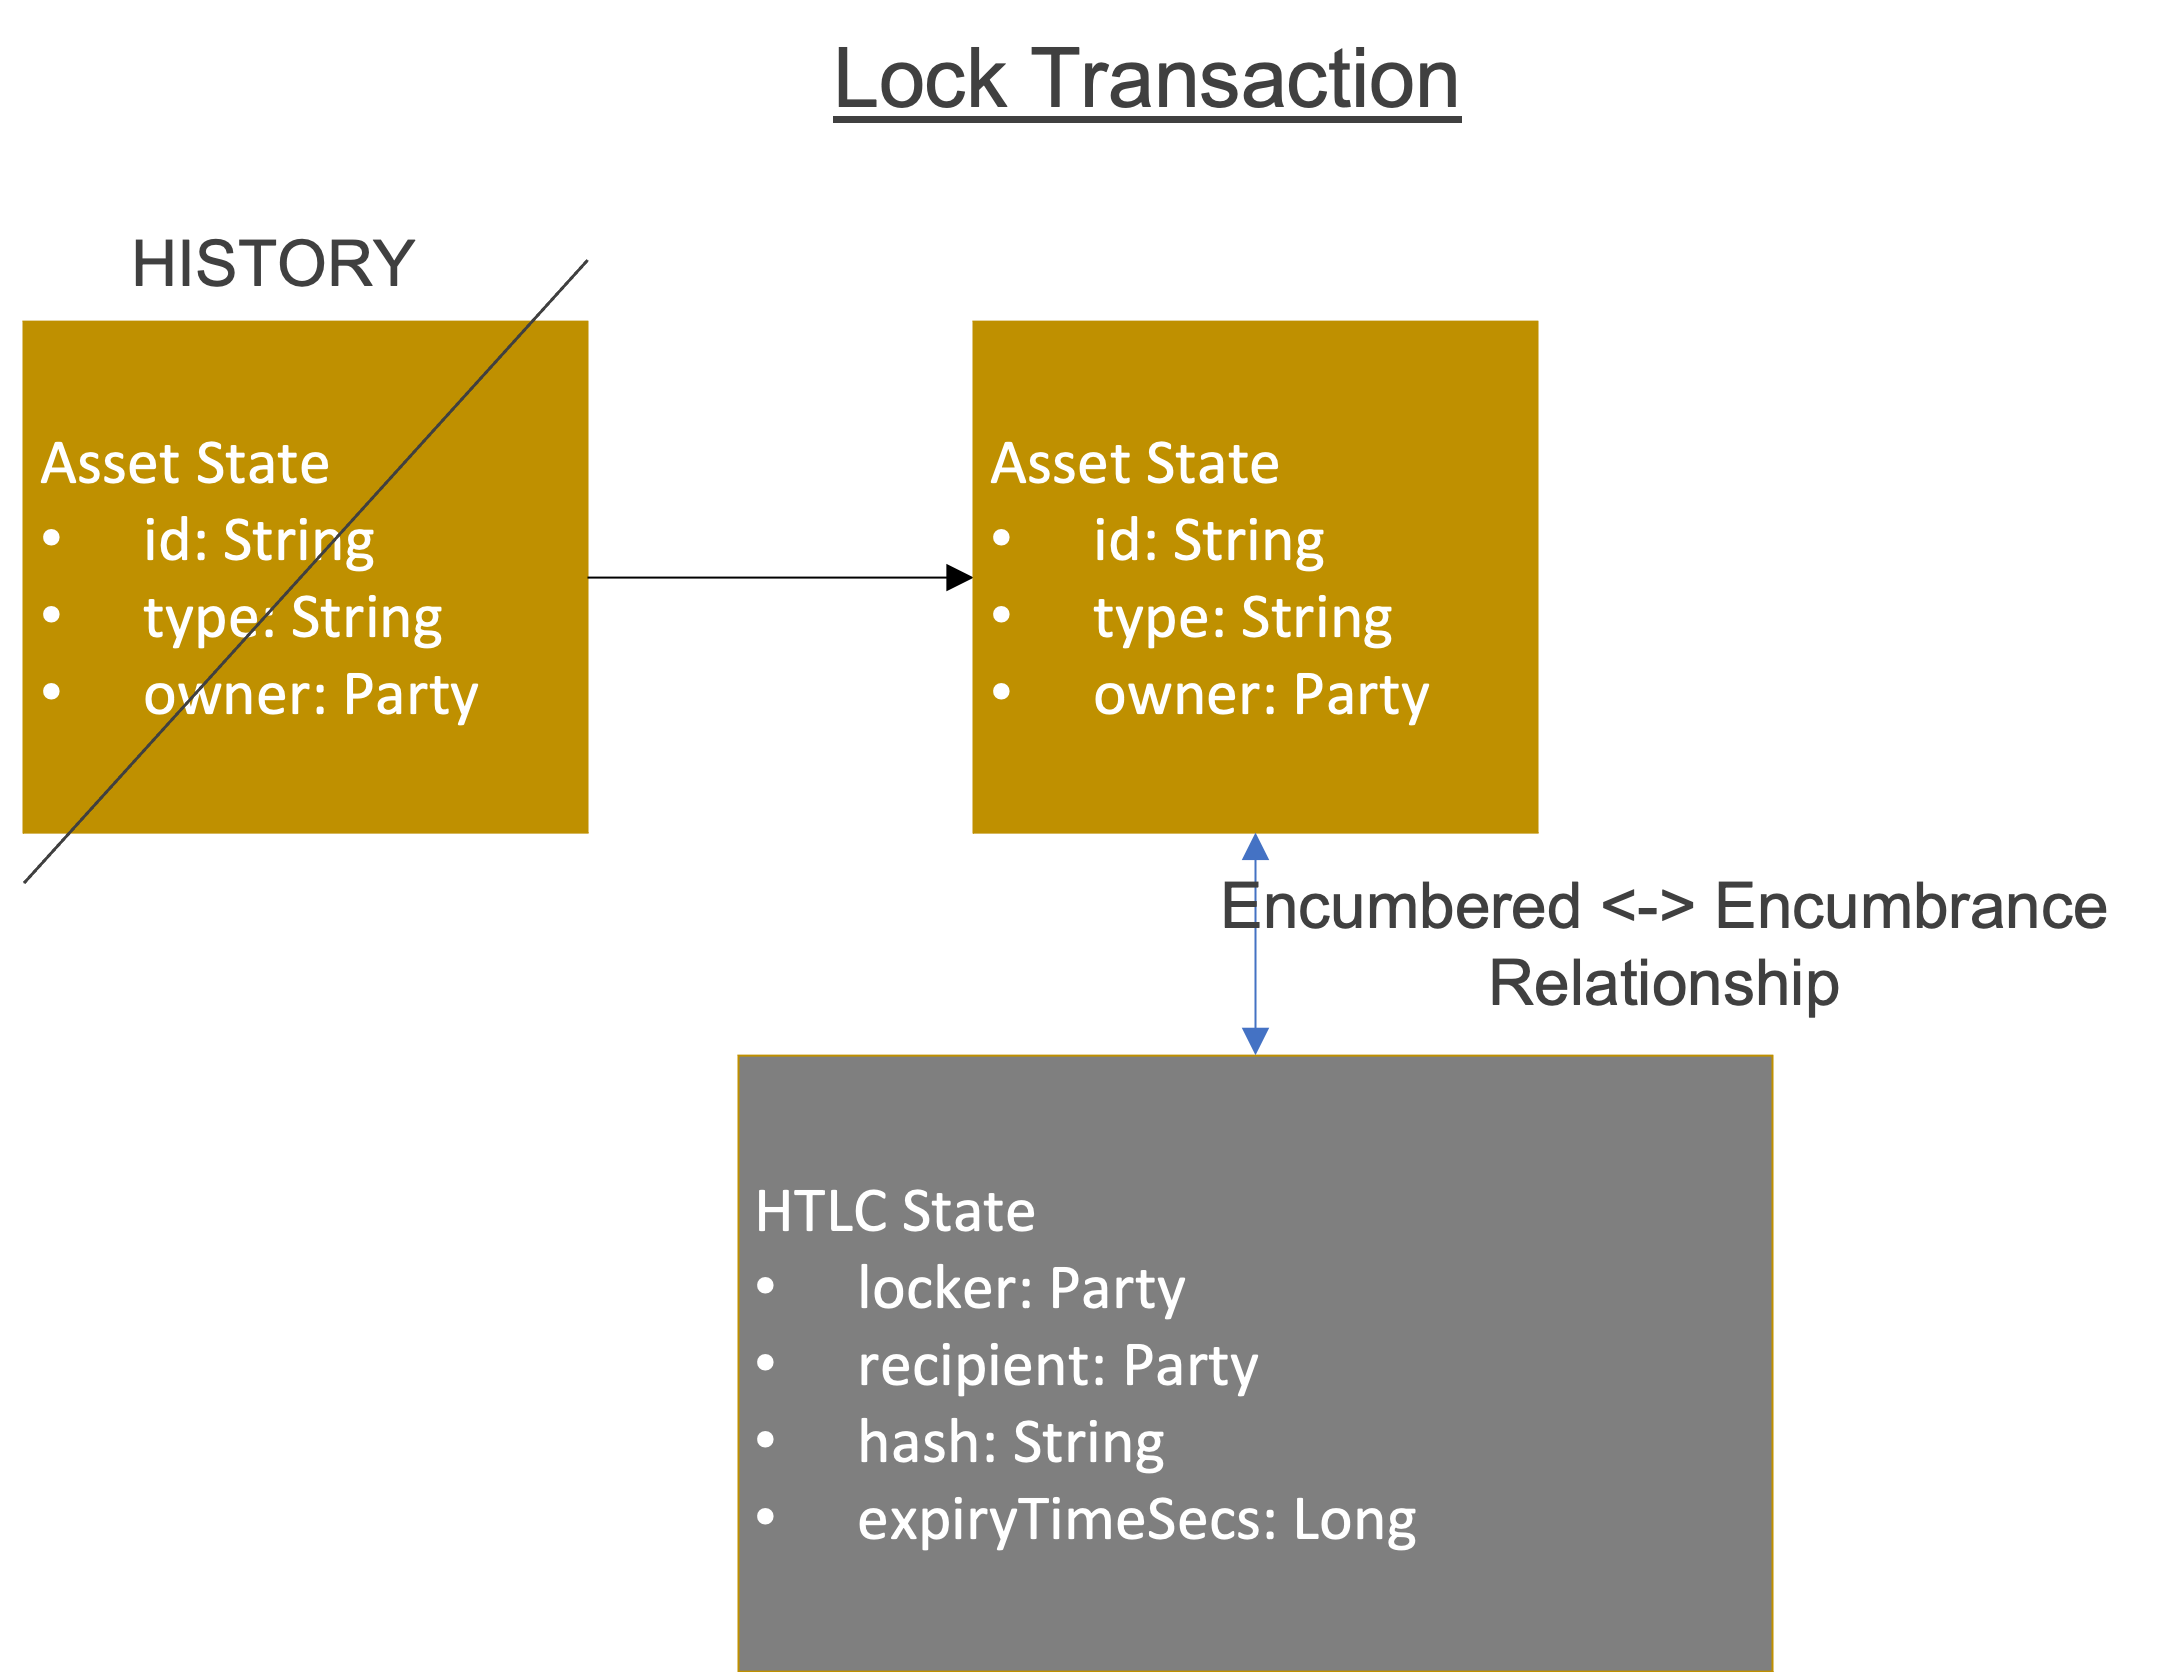 Lock Transaction
HISTORY
Asset State
• id: String
• type: String
• owner: Party
Asset State
• id: String
• type: String
• owner: Party
Encumbered <-> Encumbrance
Relationship
HTLC State
• locker: Party
• recipient: Party
• hash: String
• expiryTimeSecs: Long